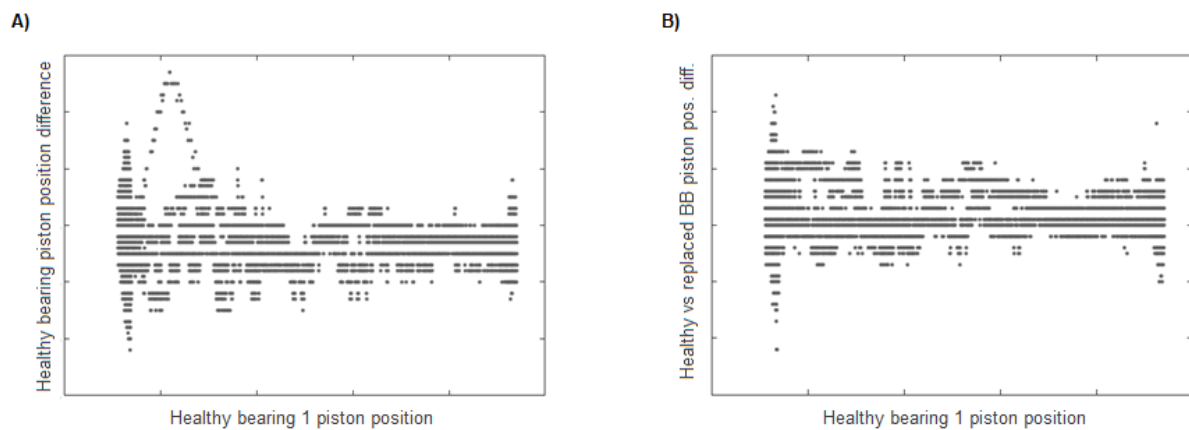 A)
B)
Healthy bearing piston position difference
Healthy vs replaced BB piston pos. diff.
Healthy bearing 1 piston position
Healthy bearing 1 piston position